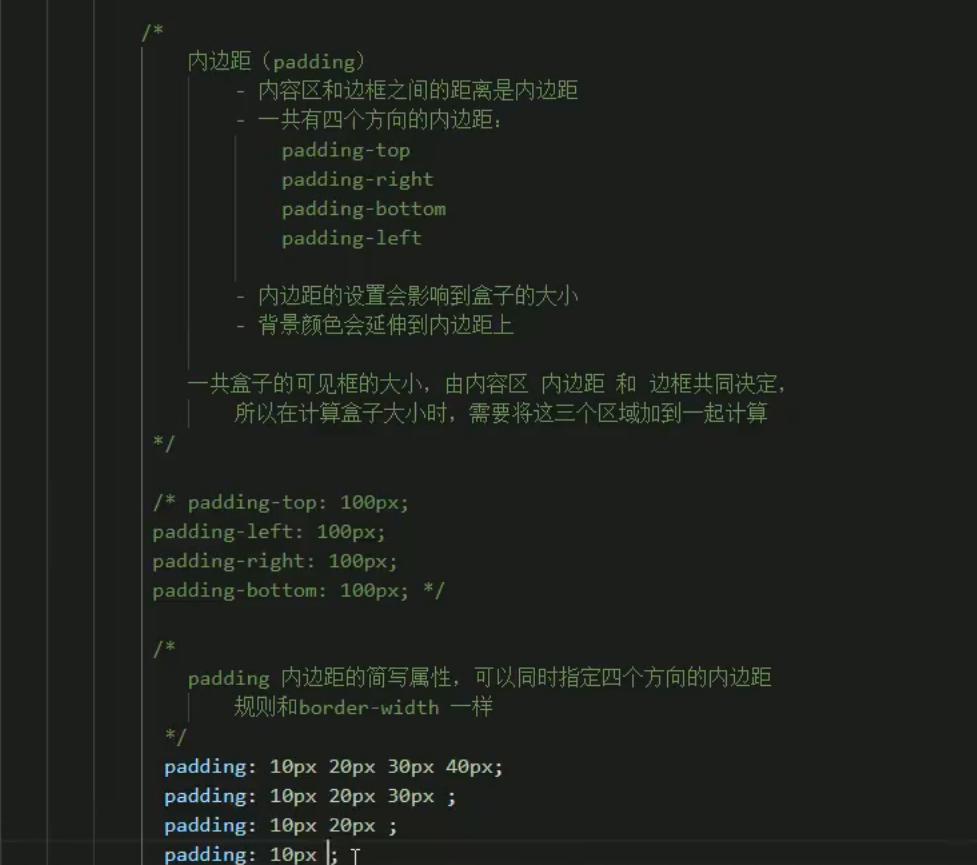 /*
内边距（padding）
- 内容区和边框之间的距离是内边距
- 一共有四个方向的内边距：
padding-top
padding-right
padding-bottom
padding-left
- 内边距的设置会影响到盒子的大小
- 背景颜色会延伸到内边距上
一共盒子的可见框的大小，由内容区 内边距 和 边框共同决定，
所以在计算盒子大小时，需要将这三个区域加到一起计算
*/
/* padding-top: 100px;
padding-left: 100px;
padding-right: 100px;
padding-bottom: 100px; */
/*
padding 内边距的简写属性，可以同时指定四个方向的内边距
规则和border-width 一样
*/
padding: 10px 20px 30px 40px;
padding: 10px 20px 30px ;
padding: 10px 20px ;
padding: 10px ;